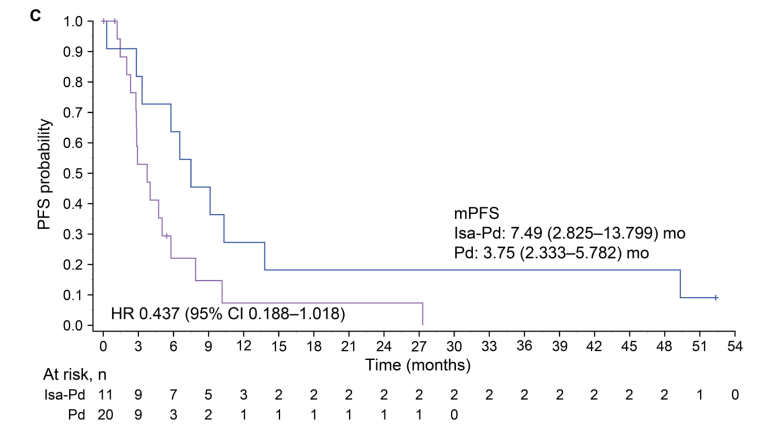 C
PFS probability
1.0
0.9
0.8
0.7
0.6
0.5
0.4
0.3
0.2
0.1
0.0
mPFS
Isa-Pd: 7.49 (2.825–13.799) mo
Pd: 3.75 (2.333–5.782) mo
HR 0.437 (95% CI 0.188–1.018)
0 3 6 9 12 15 18 21 24 27 30 33 36 39 42 45 48 51 54
Time (months)
At risk, n
Isa-Pd 11 9 7 5 3 2 2 2 2 2 2 2 2 2 2 2 2 1 0
Pd 20 9 3 2 1 1 1 1 1 1 0